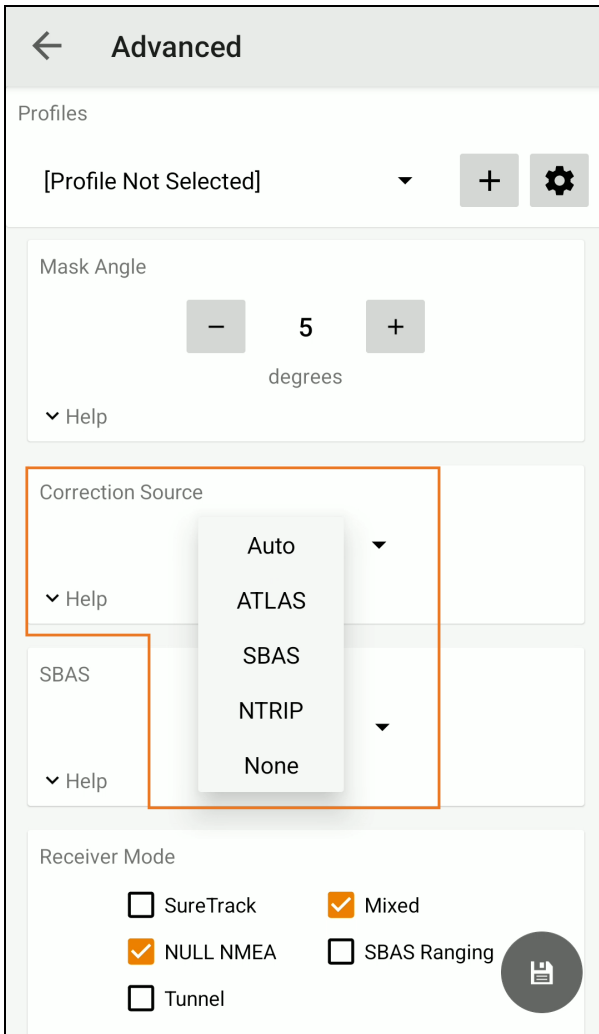 Advanced
Profiles
[Profile Not Selected]
Mask Angle
5
degrees
Help
Correction Source
Auto
ATLAS
Help
SBAS
SBAS
NTRIP
Help
None
Receiver Mode
SureTrack
Mixed
NULL NMEA
SBAS Ranging
Tunnel